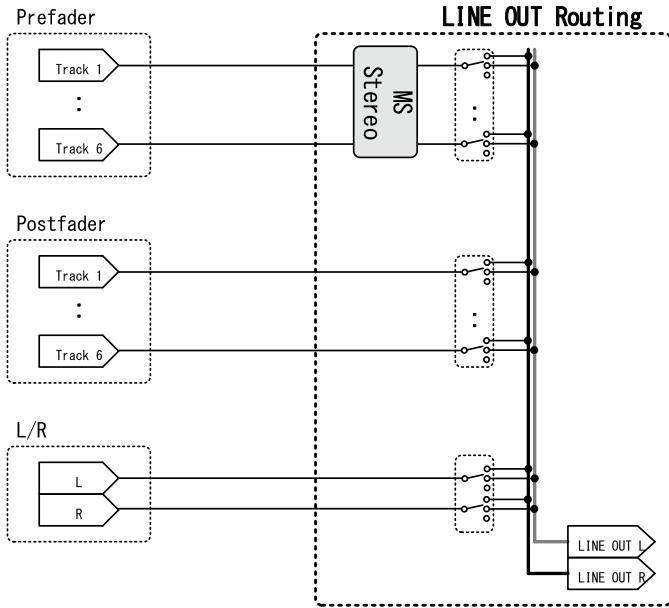 LINE OUT Routing
Prefader
Track 1
:
Track 6
MS
Stereo
:
Postfader
Track 1
:
Track 6
:
L/R
L
R
LINE OUT L
LINE OUT R